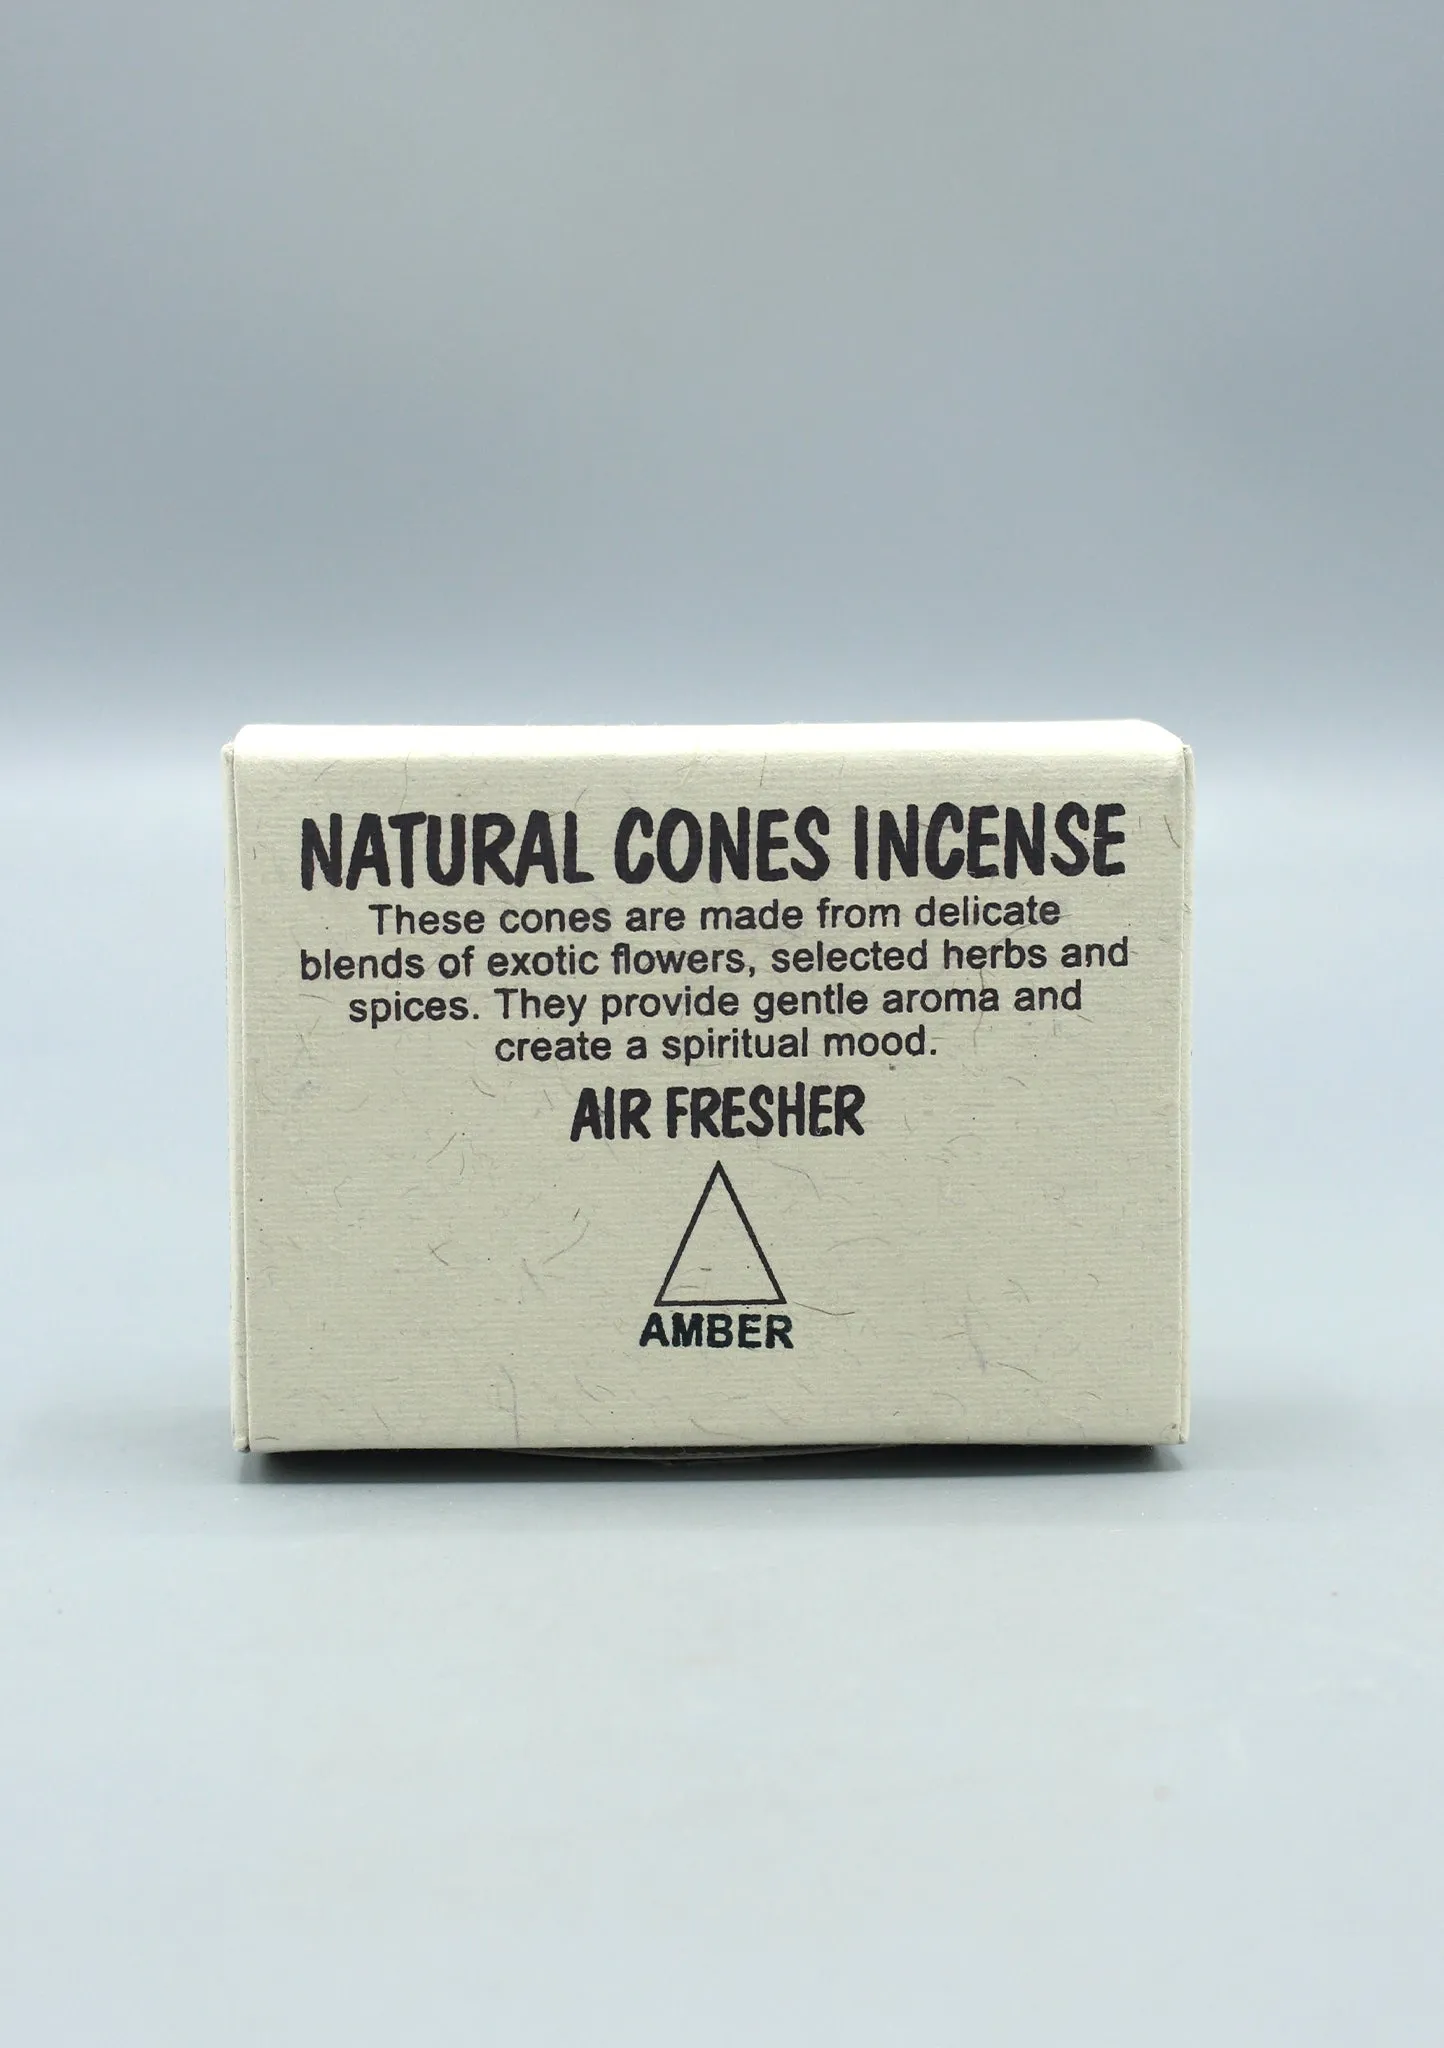 NATURAL CONES INCENSE
These cones are made from delicate
blends of exotic flowers, selected herbs and
spices. They provide gentle aroma and
create a spiritual mood.
AIR FRESHER
AMBER